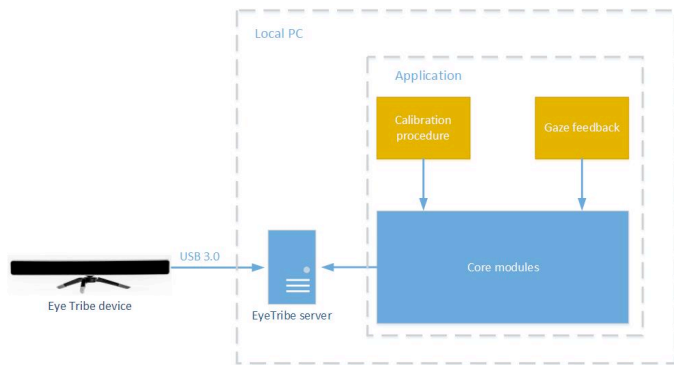 Local PC
Application
Calibration
procedure
Gaze feedback
USB 3.0
Core modules
Eye Tribe device
EyeTribe server